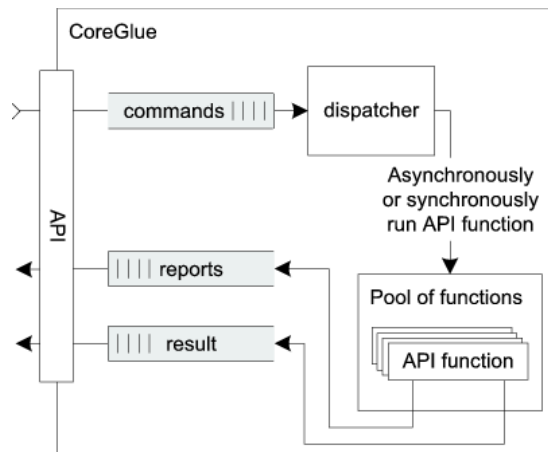 CoreGlue
API
commands
dispatcher
Asynchronously
or synchronously
run API function
reports
Pool of functions
result
API function